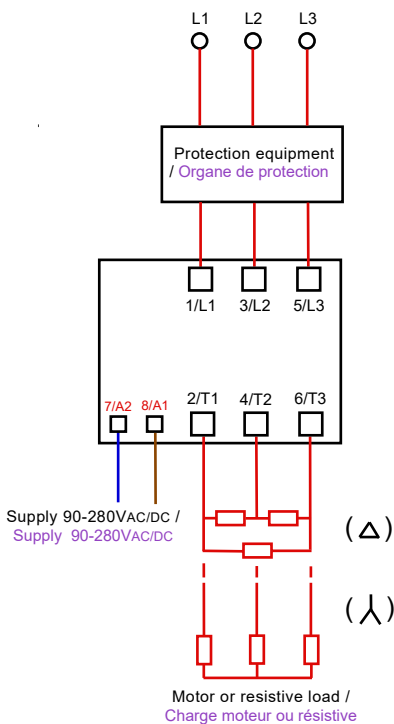 L1 L2 L3
Protection equipment
/ Organe de protection
1/L1 3/L2 5/L3
7/A2 8/A1 2/T1 4/T2 6/T3
Supply 90-280VAC/DC /
Supply 90-280VAC/DC
(△)
(⅄)
Motor or resistive load /
Charge moteur ou résistive